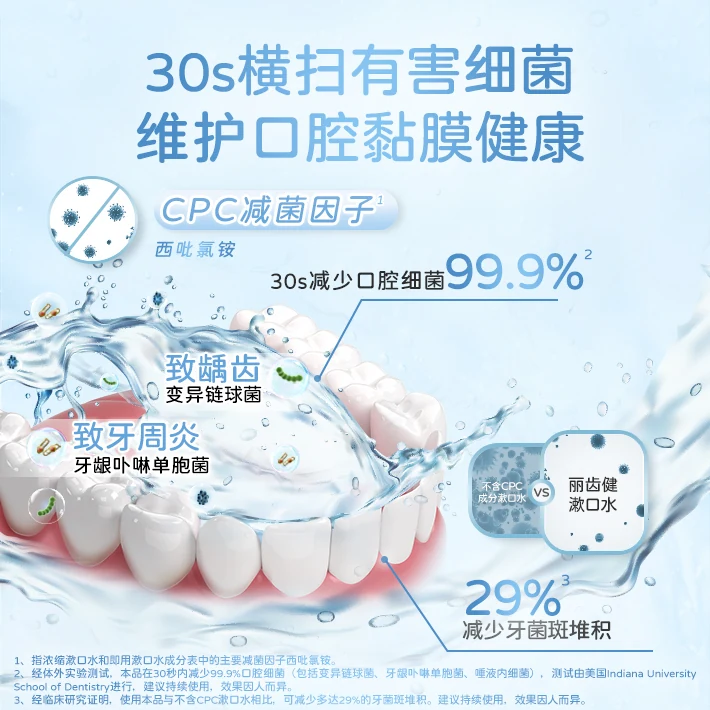 30s横扫有害细菌
维护口腔黏膜健康
CPC减菌因子1
西吡氯铵
30s减少口腔细菌99.9%2
致龋齿
变异链球菌
致牙周炎
牙龈卟啉单胞菌
不含CPC
成分漱口水
VS
丽齿健
漱口水
29%3
减少牙菌斑堆积
1、指浓缩漱口水和即用漱口水成分表中的主要减菌因子西吡氯铵。
2、经体外实验测试，本品在30秒内减少99.9%口腔细菌（包括变异链球菌、牙龈卟啉单胞菌、唾液内细菌），测试由美国Indiana University
School of Dentistry进行，建议持续使用，效果因人而异。
3、经临床研究证明，使用本品与不含CPC漱口水相比，可减少多达29%的牙菌斑堆积。建议持续使用，效果因人而异。